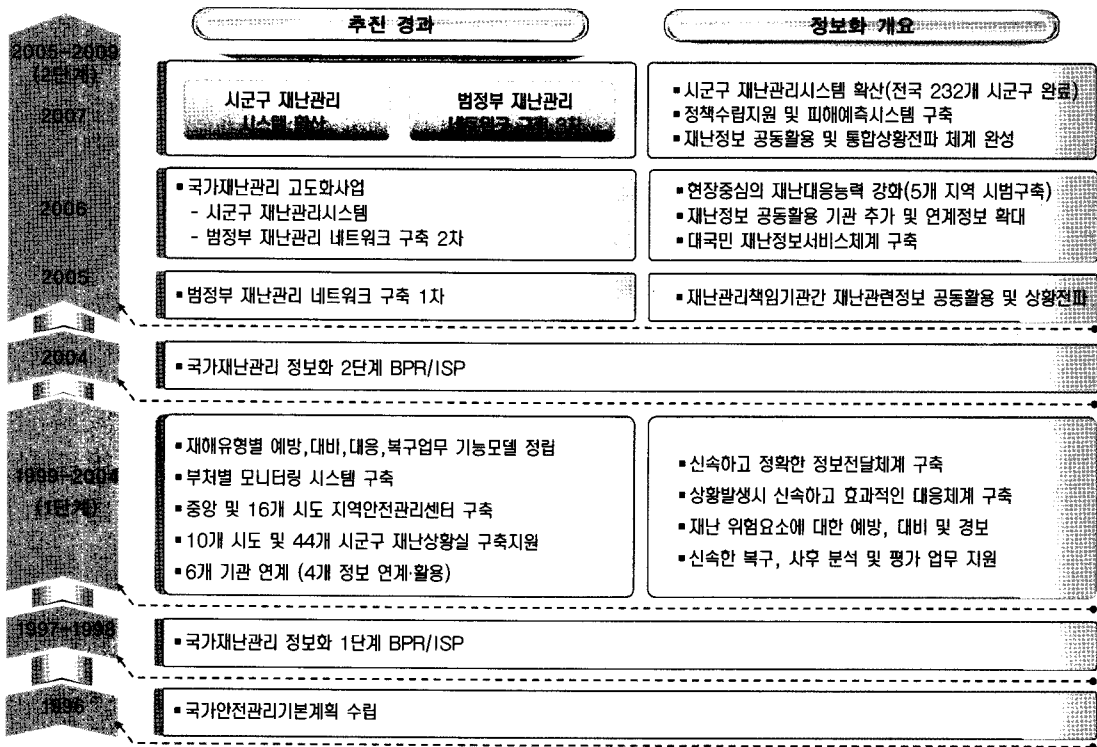 추진 경과
정보화 개요
2005-2009
(2단계)
2007
시군구 재난관리
시스템 확산
범정부 재난관리
네트워크 구축 3차
▪시군구 재난관리시스템 확산(전국 232개 시군구 완료)
▪정책수립지원 및 피해예측시스템 구축
▪재난정보 공동활용 및 통합상황전파 체계 완성
2006
▪국가재난관리 고도화사업
- 시군구 재난관리시스템
- 범정부 재난관리 네트워크 구축 2차
▪현장중심의 재난대응능력 강화(5개 지역 시범구축)
▪재난정보 공동활용 기관 추가 및 연계정보 확대
▪대국민 재난정보서비스체계 구축
2005
▪범정부 재난관리 네트워크 구축 1차
▪재난관리책임기관간 재난관련정보 공동활용 및 상황전파
2004
▪국가재난관리 정보화 2단계 BPR/ISP
1999-2004
(1단계)
▪재해유형별 예방,대비,대응,복구업무 기능모델 정립
▪부처별 모니터링 시스템 구축
▪중앙 및 16개 시도 지역안전관리센터 구축
▪10개 시도 및 44개 시군구 재난상황실 구축지원
▪6개 기관 연계 (4개 정보 연계·활용)
▪신속하고 정확한 정보전달체계 구축
▪상황발생시 신속하고 효과적인 대응체계 구축
▪재난 위험요소에 대한 예방, 대비 및 경보
▪신속한 복구, 사후 분석 및 평가 업무 지원
1997-1998
▪국가재난관리 정보화 1단계 BPR/ISP
1996
▪국가안전관리기본계획 수립